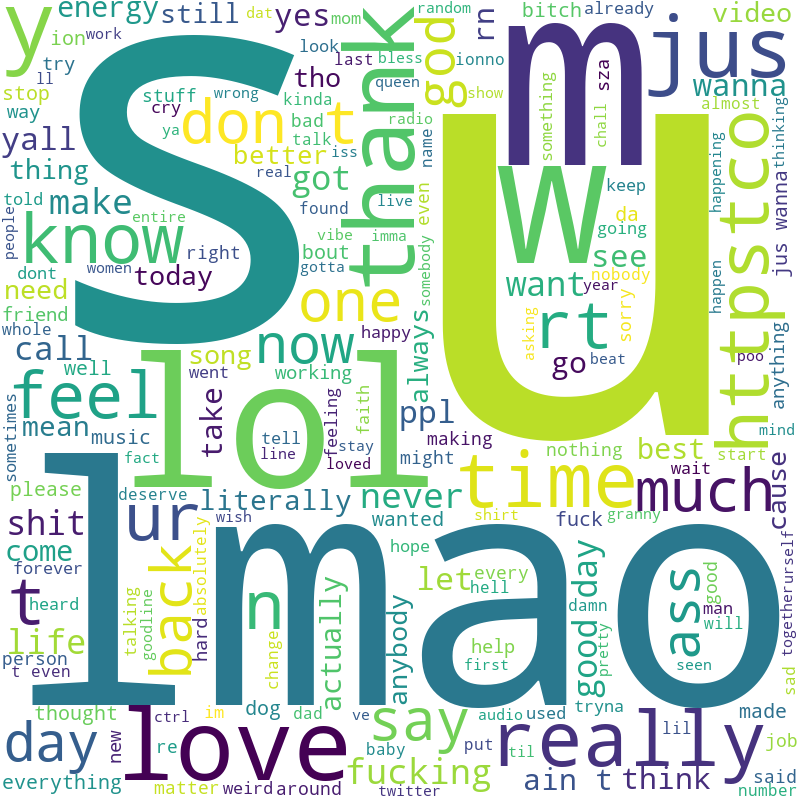 y
energy
still
yes
dat
mom
random
bitch
already
ion
work
look
last
bless
god
rn
ionno
video
try
stop
ll
way
stuff
wrong
kinda
queen
thank
m
jus
wanna
S
cry
tho
show
sza
almost
yall
ya
don t
bad
talk
radio
name
something
chall
httpstco
thinking
thing
better
iss
told
make
real
got
live
even
u
w
keep
happening
jus wanna
know
entire
found
vibe
imma
somebody
da
going
see
people
dont
women
right
bout
gotta
today
want
nobody
year
sorry
need
friend
one
always
rt
asking
happen
whole
happy
go
beat
poo
anything
call
song
now
well
went
working
feel
lol
take
feeling
faith
ppl
mean
music
tell
line
stay
making
mind
sometimes
fact
loved
might
nothing
best
start
please
deserve
literally
never
time
wait
much
cause
shit
ur
wish
wanted
shirt
fuck
granny
come
forever
absolutely
lmao
hope
t
heard
back
n
let
every
hell
good day
damn
ass
good
man
will
togetherurself
life
talking
goodline
hard
change
actually
anybody
help
first
pretty
seen
sad
person
t even
thought
new
ctrl
im
dog
dad
ve
audio
used
tryna
lil
made
day
love
re
say
baby
put
til
really
job
everything
matter
weird
around
fucking
twitter
ain t
think
said
number